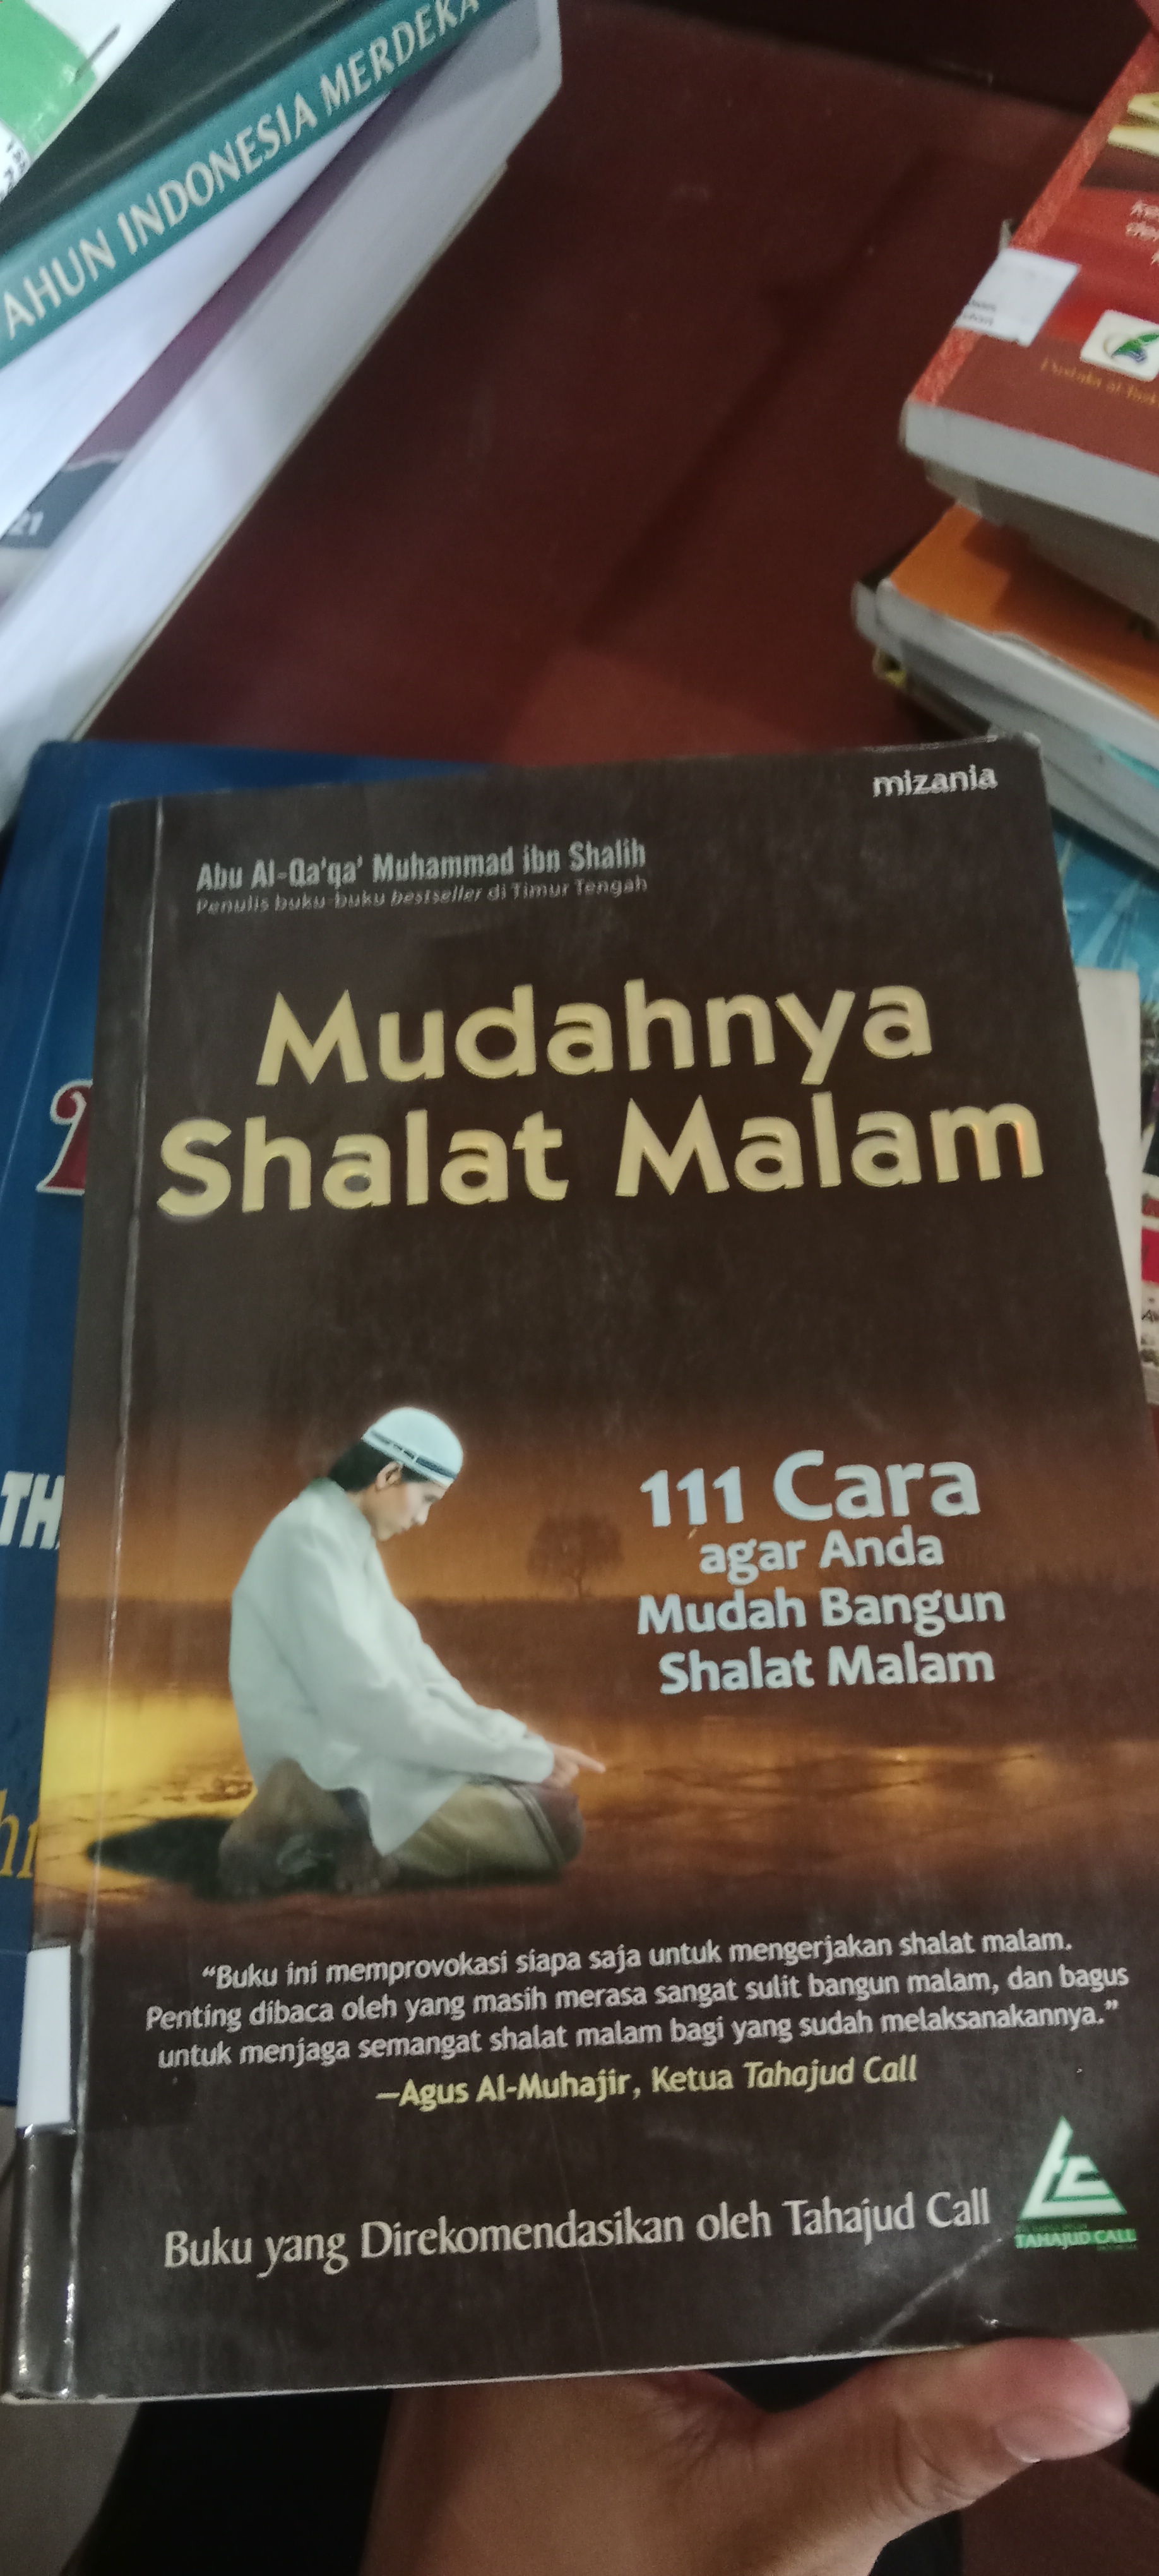 AHUN INDONESIA MERDEKA
21
mizania
Abu Al-Qa'qa' Muhammad ibn Shalih
Penulis buku-buku bestseller di Timur Tengah
Mudahnya
Shalat Malam
111 Cara
agar Anda
Mudah Bangun
Shalat Malam
TH
"Buku ini memprovokasi siapa saja untuk mengerjakan shalat malam.
Penting dibaca oleh yang masih merasa sangat sulit bangun malam, dan bagus
untuk menjaga semangat shalat malam bagi yang sudah melaksanakannya."
—Agus Al-Muhajir, Ketua Tahajud Call
Buku yang Direkomendasikan oleh Tahajud Call
TAHAJUD CALL